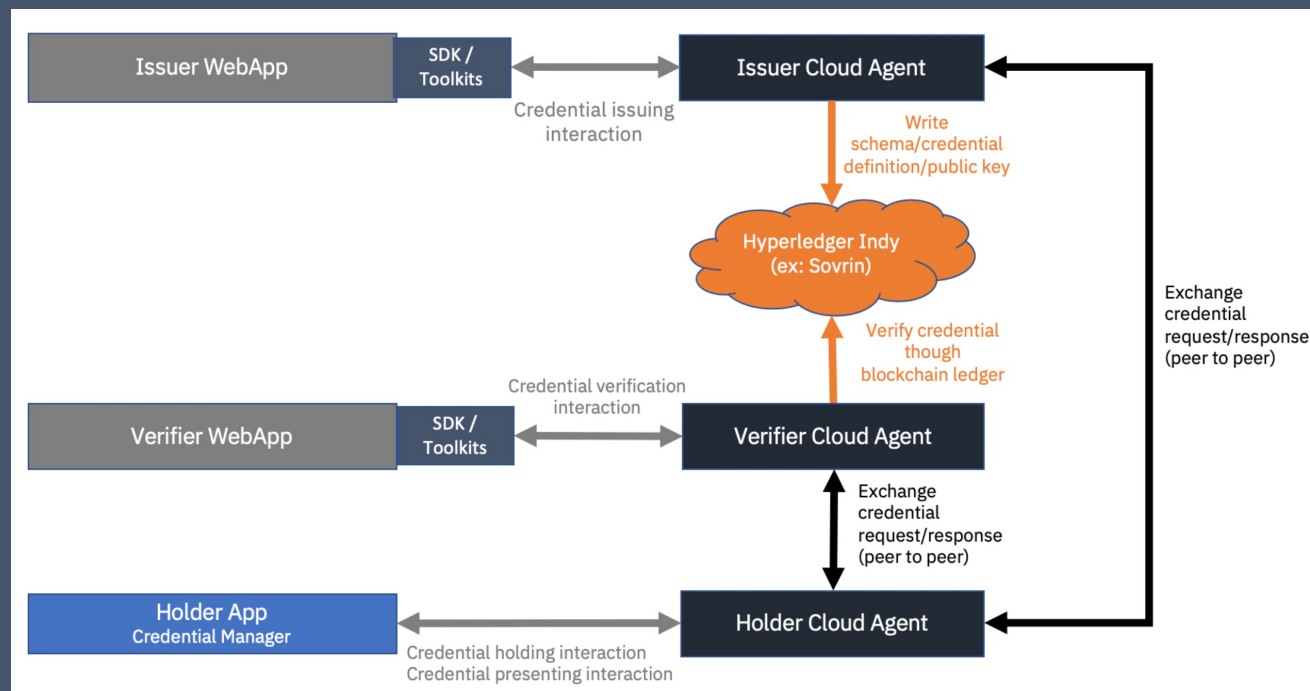 Issuer WebApp
SDK /
Toolkits
Issuer Cloud Agent
Credential issuing
interaction
Write
schema/credential
definition/public key
Hyperledger Indy
(ex: Sovrin)
Exchange
credential
request/response
(peer to peer)
Verify credential
though
blockchain ledger
Credential verification
interaction
Verifier WebApp
SDK /
Toolkits
Verifier Cloud Agent
Exchange
credential
request/response
(peer to peer)
Holder App
Credential Manager
Holder Cloud Agent
Credential holding interaction
Credential presenting interaction